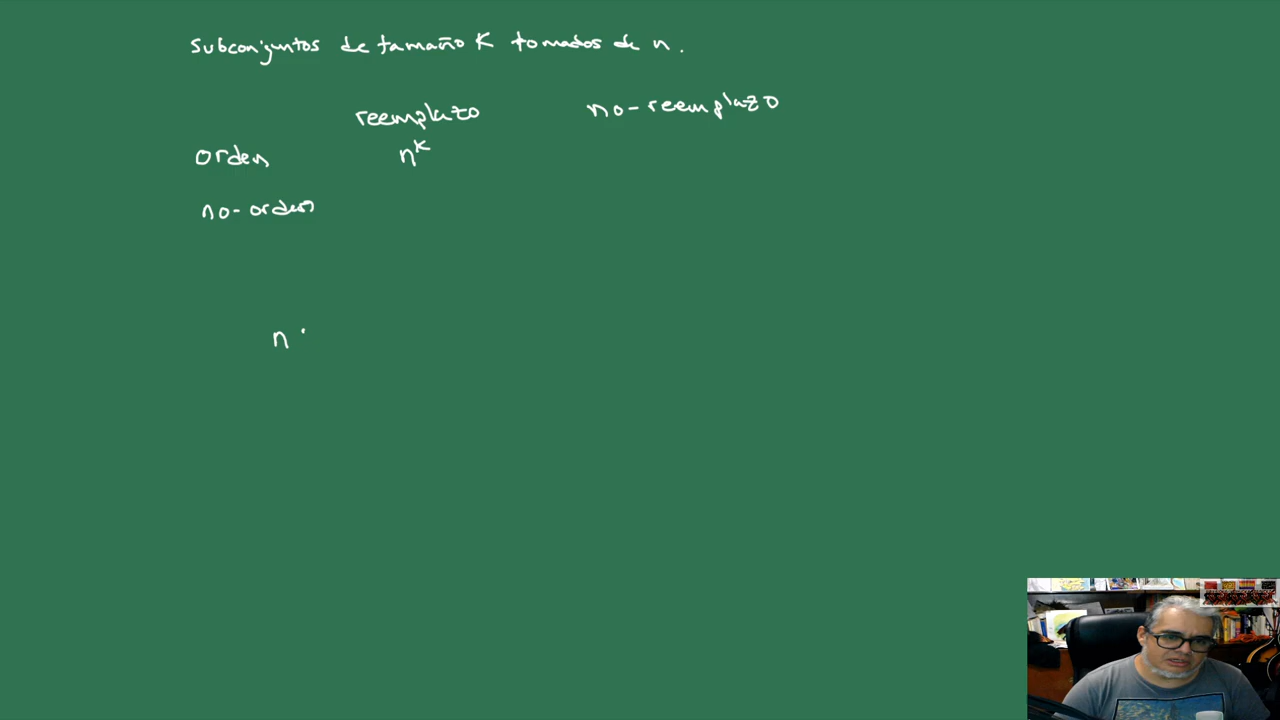 subconjuntos de tamaño K tomados de n.
reemplazo no-reemplazo
orden n^K
no-orden
n ·